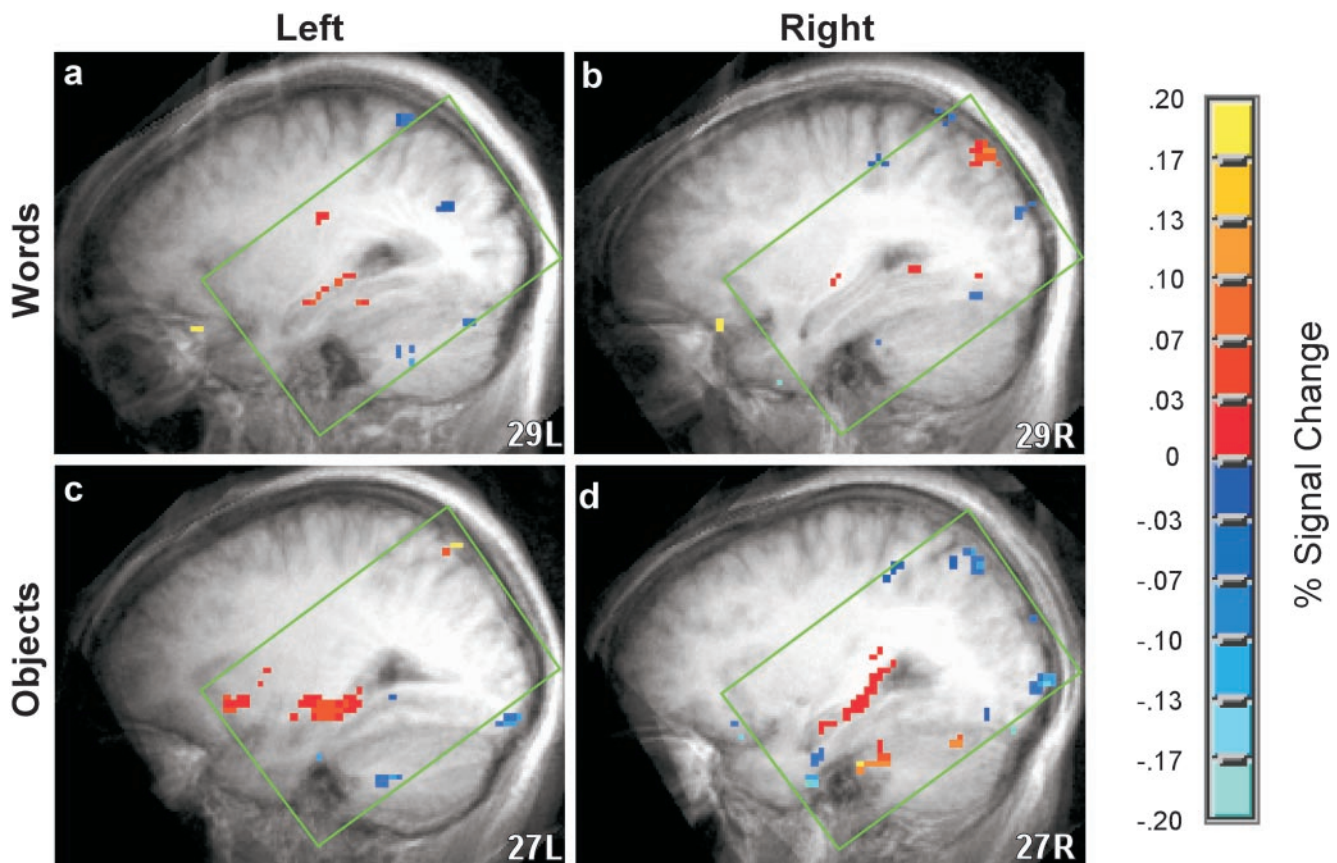 Left
Right
Words
a
29L
b
29R
Objects
c
27L
d
27R
.20
.17
.13
.10
.07
.03
0
-.03
-.07
-.10
-.13
-.17
-.20
% Signal Change